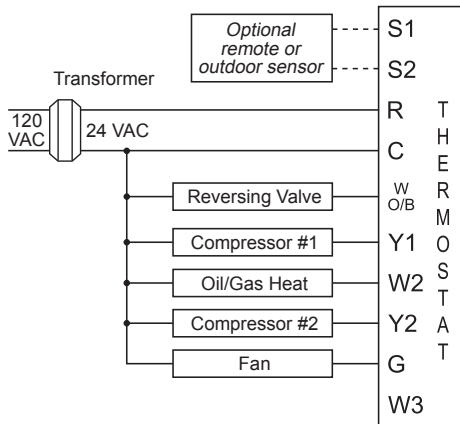 Optional
remote or
outdoor sensor
S1
S2
Transformer
120
VAC
24 VAC
R
C
Reversing Valve
W
O/B
Compressor #1
Y1
Oil/Gas Heat
W2
Compressor #2
Y2
Fan
G
W3
THERMOSTAT